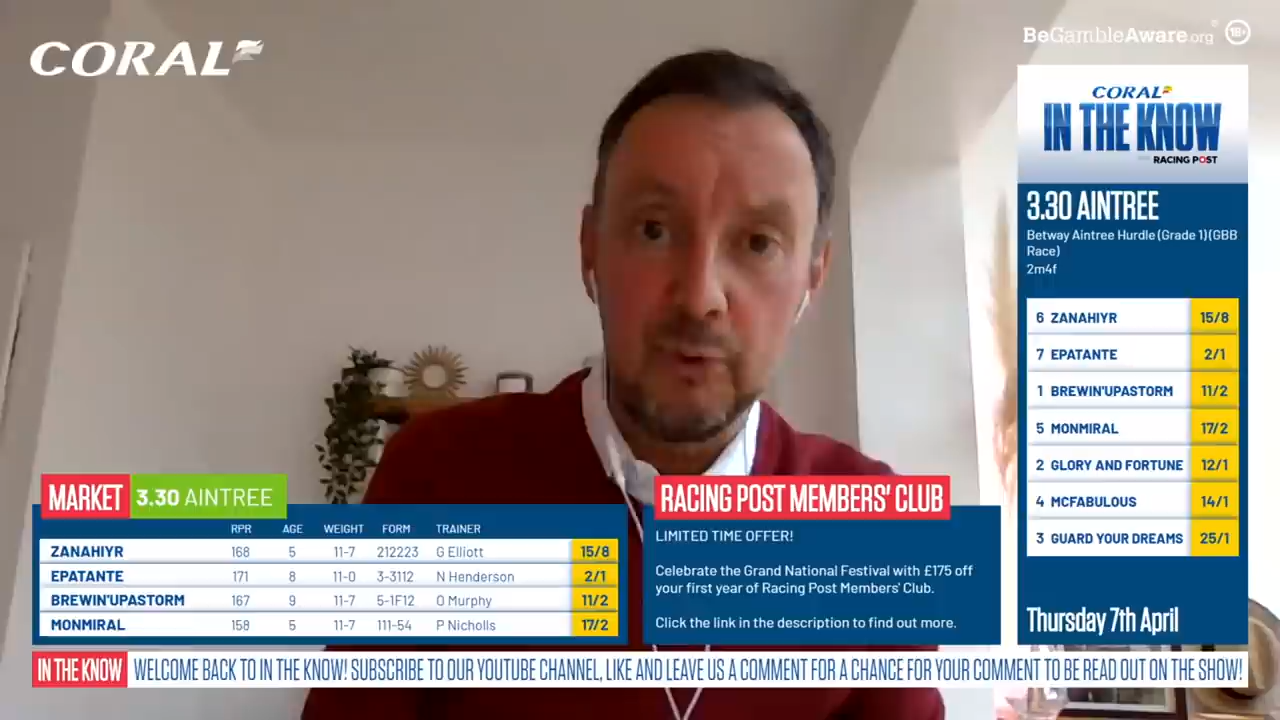 CORAL
BeGambleAware.org 18+
CORAL
IN THE KNOW
RACING POST
3.30 AINTREE
Betway Aintree Hurdle (Grade 1) (GBB
Race)
2m4f
6 ZANAHIYR 15/8
7 EPATANTE 2/1
1 BREWIN'UPASTORM 11/2
5 MONMIRAL 17/2
2 GLORY AND FORTUNE 12/1
4 MCFABULOUS 14/1
3 GUARD YOUR DREAMS 25/1
Thursday 7th April
MARKET 3.30 AINTREE
RPR AGE WEIGHT FORM TRAINER
ZANAHIYR 168 5 11-7 212223 G Elliott 15/8
EPATANTE 171 8 11-0 3-3112 N Henderson 2/1
BREWIN'UPASTORM 167 9 11-7 5-1F12 O Murphy 11/2
MONMIRAL 158 5 11-7 111-54 P Nicholls 17/2
RACING POST MEMBERS' CLUB
LIMITED TIME OFFER!
Celebrate the Grand National Festival with £175 off
your first year of Racing Post Members' Club.
Click the link in the description to find out more.
IN THE KNOW WELCOME BACK TO IN THE KNOW! SUBSCRIBE TO OUR YOUTUBE CHANNEL, LIKE AND LEAVE US A COMMENT FOR A CHANCE FOR YOUR COMMENT TO BE READ OUT ON THE SHOW!